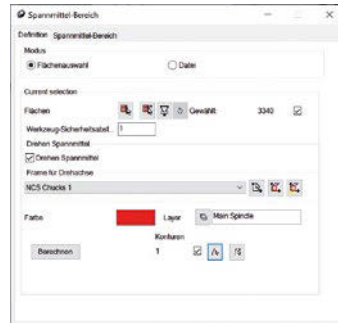 Spannmittel-Bereich
Definition Spannmittel-Bereich
Modus
Flächenauswahl Datei
Current selection
Flächen Gewählt: 3340
Werkzeug-Sicherheitsabst... 1
Drehen Spannmittel
Drehen Spannmittel
Frame für Drehachse
NCS Chucks 1
Farbe Layer Main Spindle
Konturen
Berechnen 1